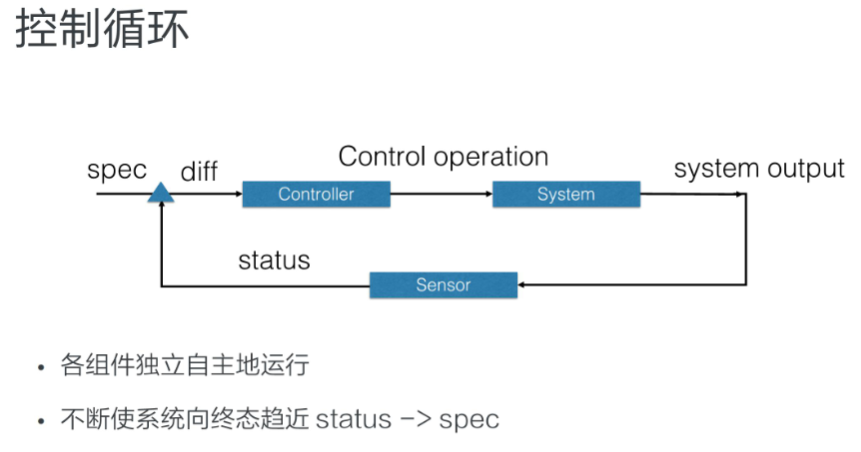 控制循环
Control operation
spec diff system output
Controller System
status
Sensor
• 各组件独立自主地运行
• 不断使系统向终态趋近 status -> spec